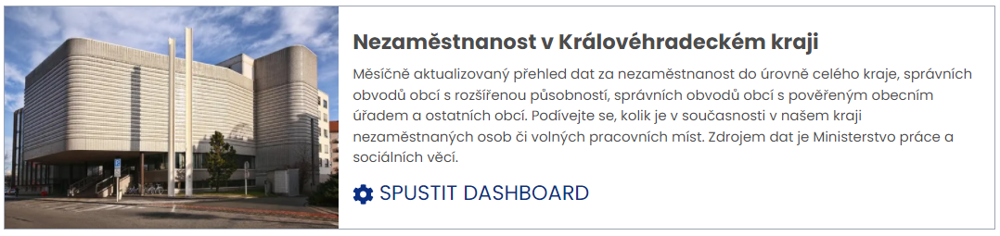 Nezaměstnanost v Královéhradeckém kraji
Měsíčně aktualizovaný přehled dat za nezaměstnanost do úrovně celého kraje, správních
obvodů obcí s rozšířenou působností, správních obvodů obcí s pověřeným obecním
úřadem a ostatních obcí. Podívejte se, kolik je v současnosti v našem kraji
nezaměstnaných osob či volných pracovních míst. Zdrojem dat je Ministerstvo práce a
sociálních věcí.
SPUSTIT DASHBOARD